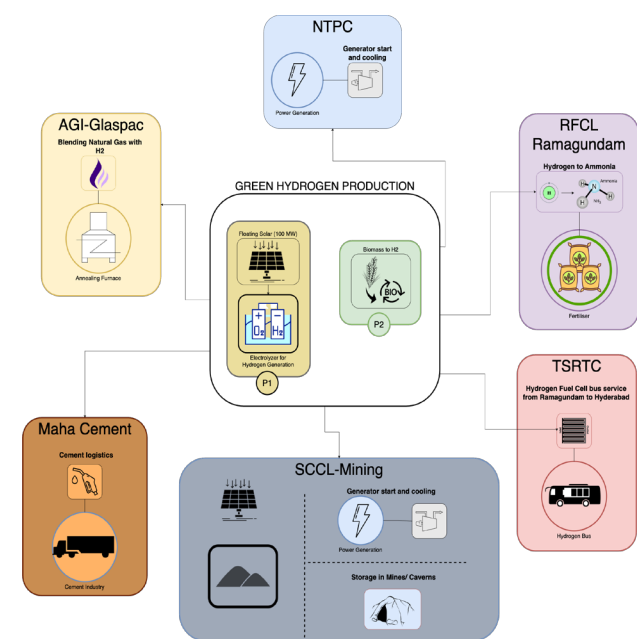 NTPC
Generator start
and cooling
Power Generation
AGI-Glaspac
Blending Natural Gas with
H2
Annealing Furnace
RFCL
Ramagundam
Hydrogen to Ammonia
Ammonia
H
H
N
H
H
NH3
Fertiliser
GREEN HYDROGEN PRODUCTION
Floating Solar (100 MW)
+ −
O2 H2
Electrolyzer for
Hydrogen Generation
P1
Biomass to H2
BIO
P2
TSRTC
Hydrogen Fuel Cell bus service
from Ramagundam to Hyderabad
Hydrogen Bus
Maha Cement
Cement logistics
Cement Industry
SCCL-Mining
Generator start and cooling
Power Generation
Storage in Mines/ Caverns